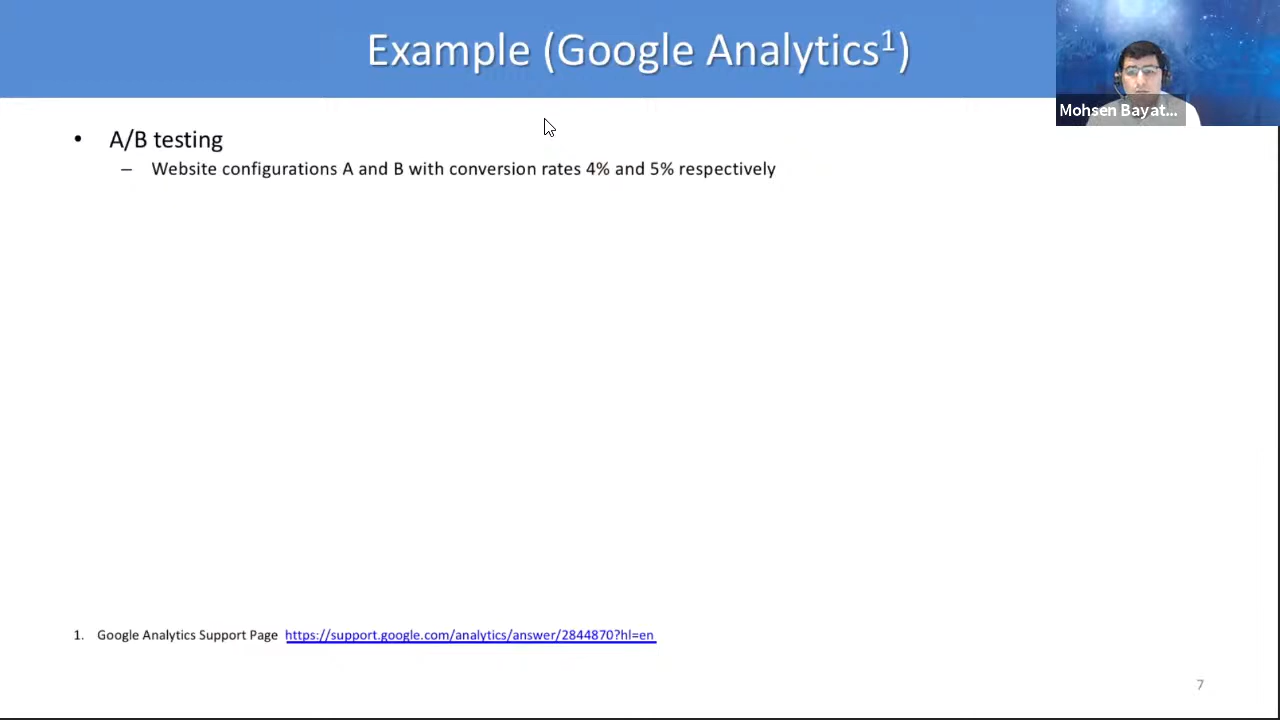 Example (Google Analytics¹)
Mohsen Bayat...
• A/B testing
– Website configurations A and B with conversion rates 4% and 5% respectively
1. Google Analytics Support Page https://support.google.com/analytics/answer/2844870?hl=en
7